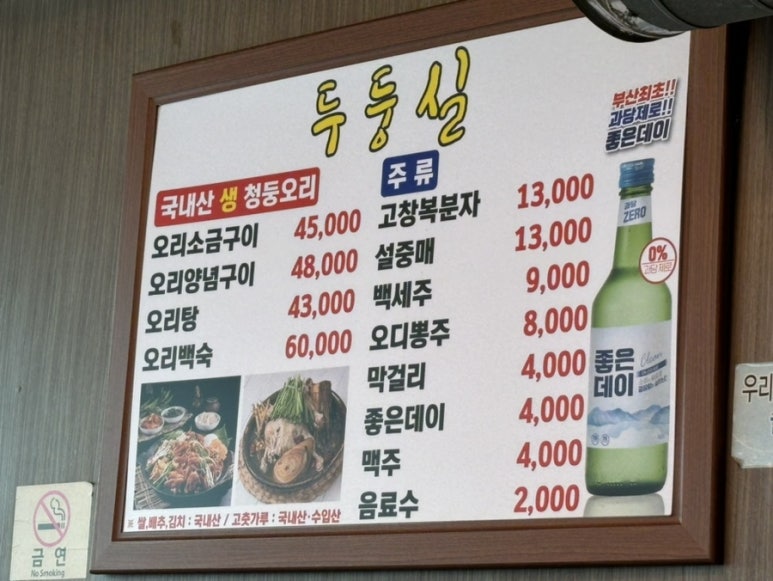 두둥실
국내산 생 청둥오리
오리소금구이 45,000
오리양념구이 48,000
오리탕 43,000
오리백숙 60,000
주류
고창복분자 13,000
설중매 13,000
백세주 9,000
오디뽕주 8,000
막걸리 4,000
좋은데이 4,000
맥주 4,000
음료수 2,000
부산최초!!
과당제로!!
좋은데이
과당
ZERO
0%
과당 제로
좋은
데이
※ 쌀,배추,김치 : 국내산 / 고춧가루 : 국내산·수입산
금연
No Smoking
우리